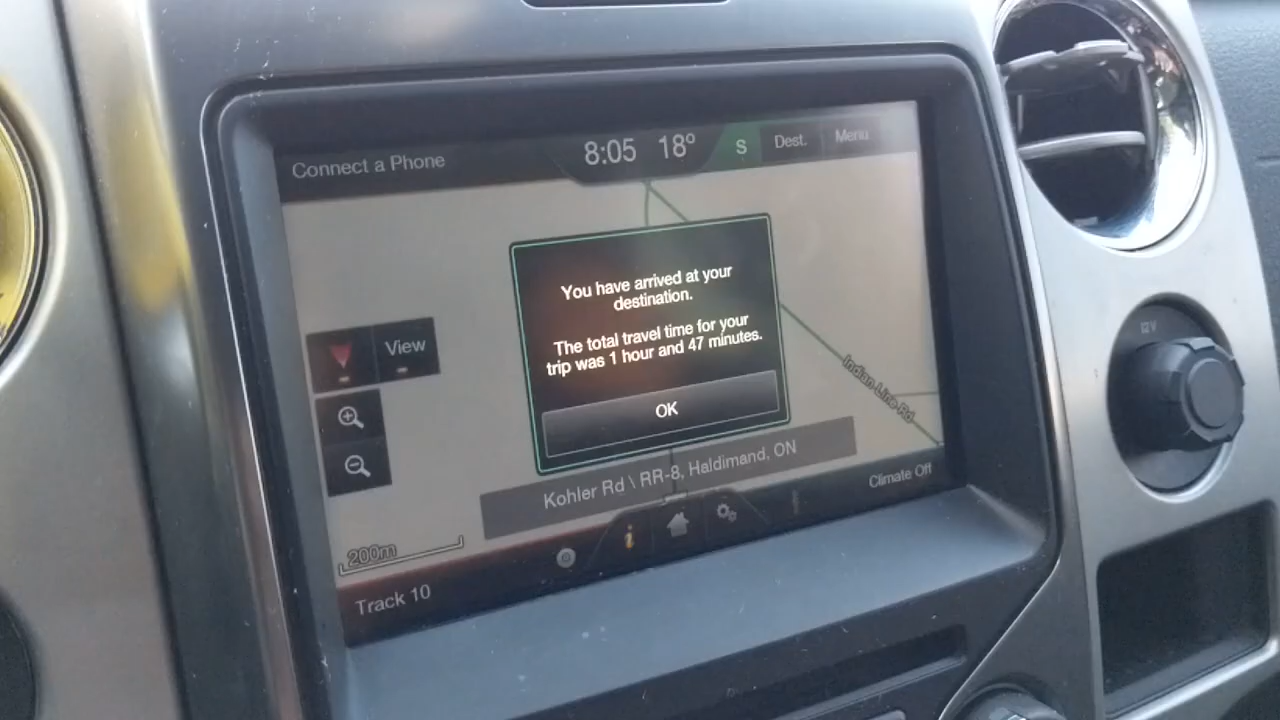 Connect a Phone
8:05 18°
S
Dest.
Menu
You have arrived at your
destination.
The total travel time for your
trip was 1 hour and 47 minutes.
OK
View
Indian Line Rd
Kohler Rd \ RR-8, Haldimand, ON
Climate Off
200m
i
Track 10
12V